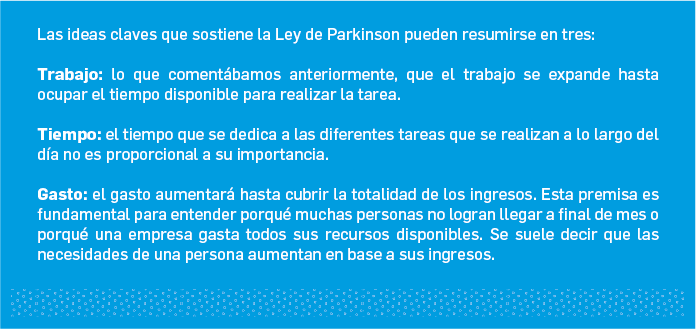 Las ideas claves que sostiene la Ley de Parkinson pueden resumirse en tres:
Trabajo: lo que comentábamos anteriormente, que el trabajo se expande hasta
ocupar el tiempo disponible para realizar la tarea.
Tiempo: el tiempo que se dedica a las diferentes tareas que se realizan a lo largo del
día no es proporcional a su importancia.
Gasto: el gasto aumentará hasta cubrir la totalidad de los ingresos. Esta premisa es
fundamental para entender porqué muchas personas no logran llegar a final de mes o
porqué una empresa gasta todos sus recursos disponibles. Se suele decir que las
necesidades de una persona aumentan en base a sus ingresos.